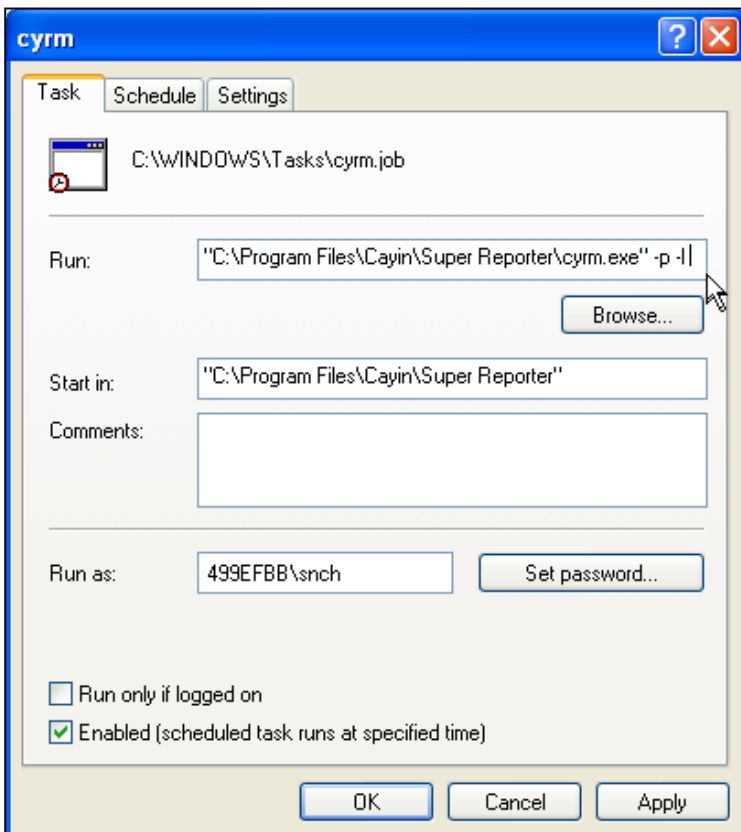 cyrm
Task Schedule Settings
C:\WINDOWS\Tasks\cyrm.job
Run: "C:\Program Files\Cayin\Super Reporter\cyrm.exe" -p -l
Browse...
Start in: "C:\Program Files\Cayin\Super Reporter"
Comments:
Run as: 499EFBB\snch Set password...
Run only if logged on
Enabled (scheduled task runs at specified time)
OK Cancel Apply